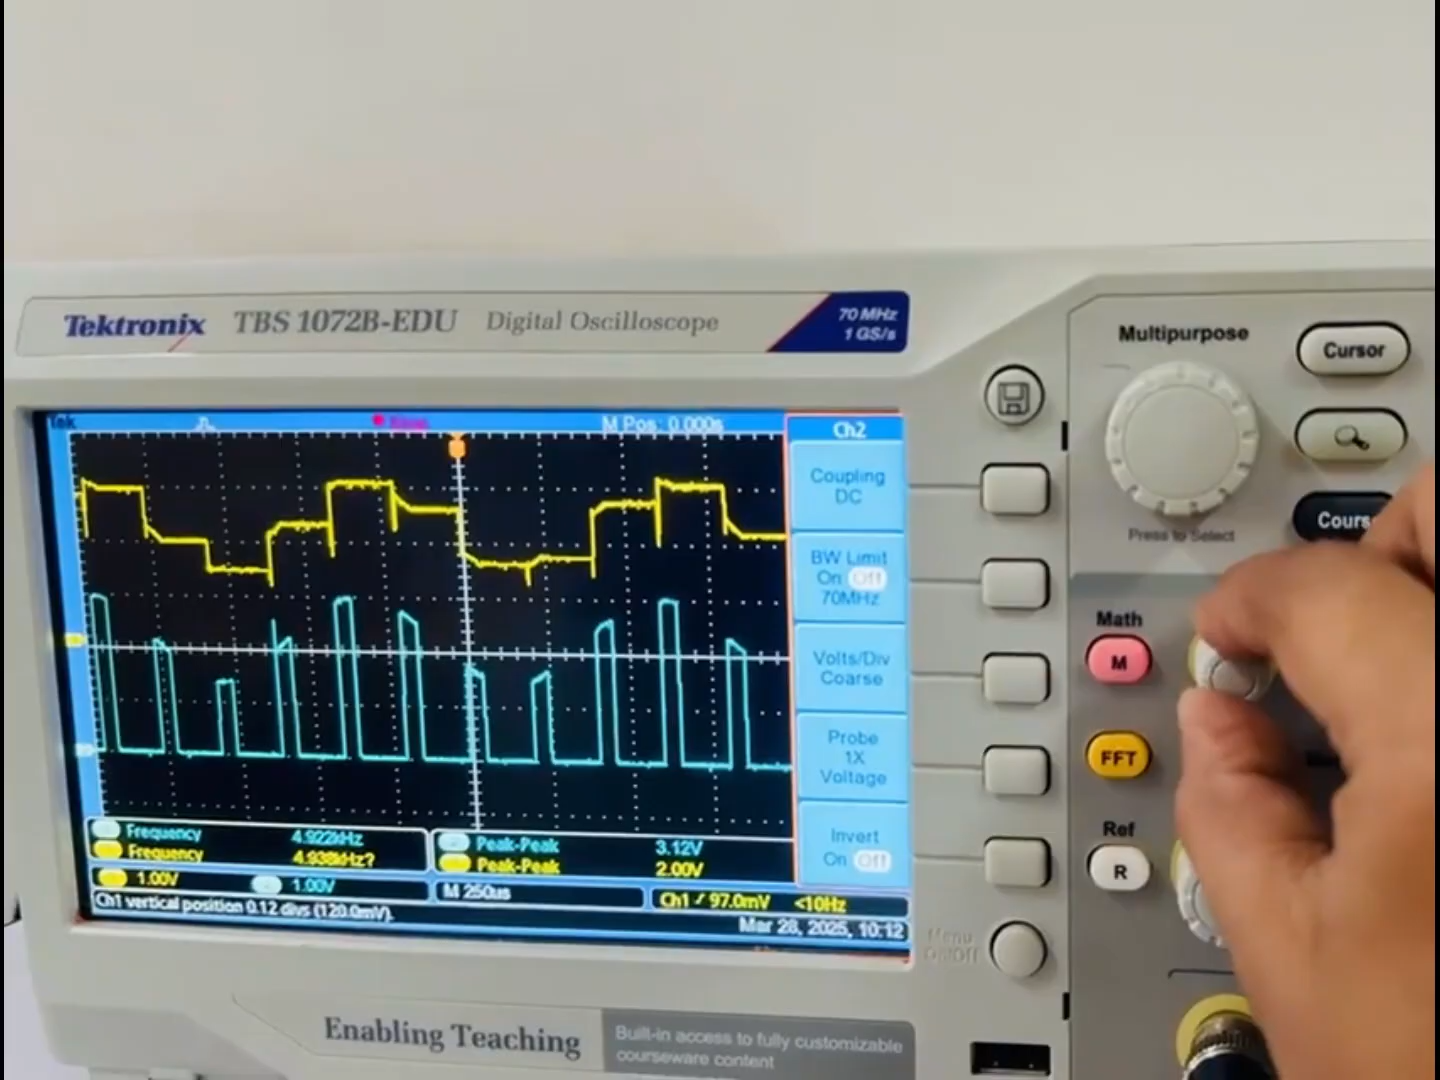 Tektronix TBS 1072B-EDU Digital Oscilloscope 70 MHz
1 GS/s
Multipurpose
Cursor
Press to Select
Tek
M Pos: 0.000s
Ch2
Coupling
DC
BW Limit
On Off
70MHz
Volts/Div
Coarse
Probe
1X
Voltage
Invert
On Off
Math
M
FFT
Ref
R
Frequency 4.922kHz
Frequency 4.938kHz?
Peak-Peak 3.12V
Peak-Peak 2.00V
1.00V 1.00V M 250us Ch1 / 97.0mV <10Hz
Ch1 vertical position 0.12 divs (120.0mV).
Mar 28, 2025, 10:12
Menu
On/Off
Enabling Teaching
Built-in access to fully customizable
courseware content